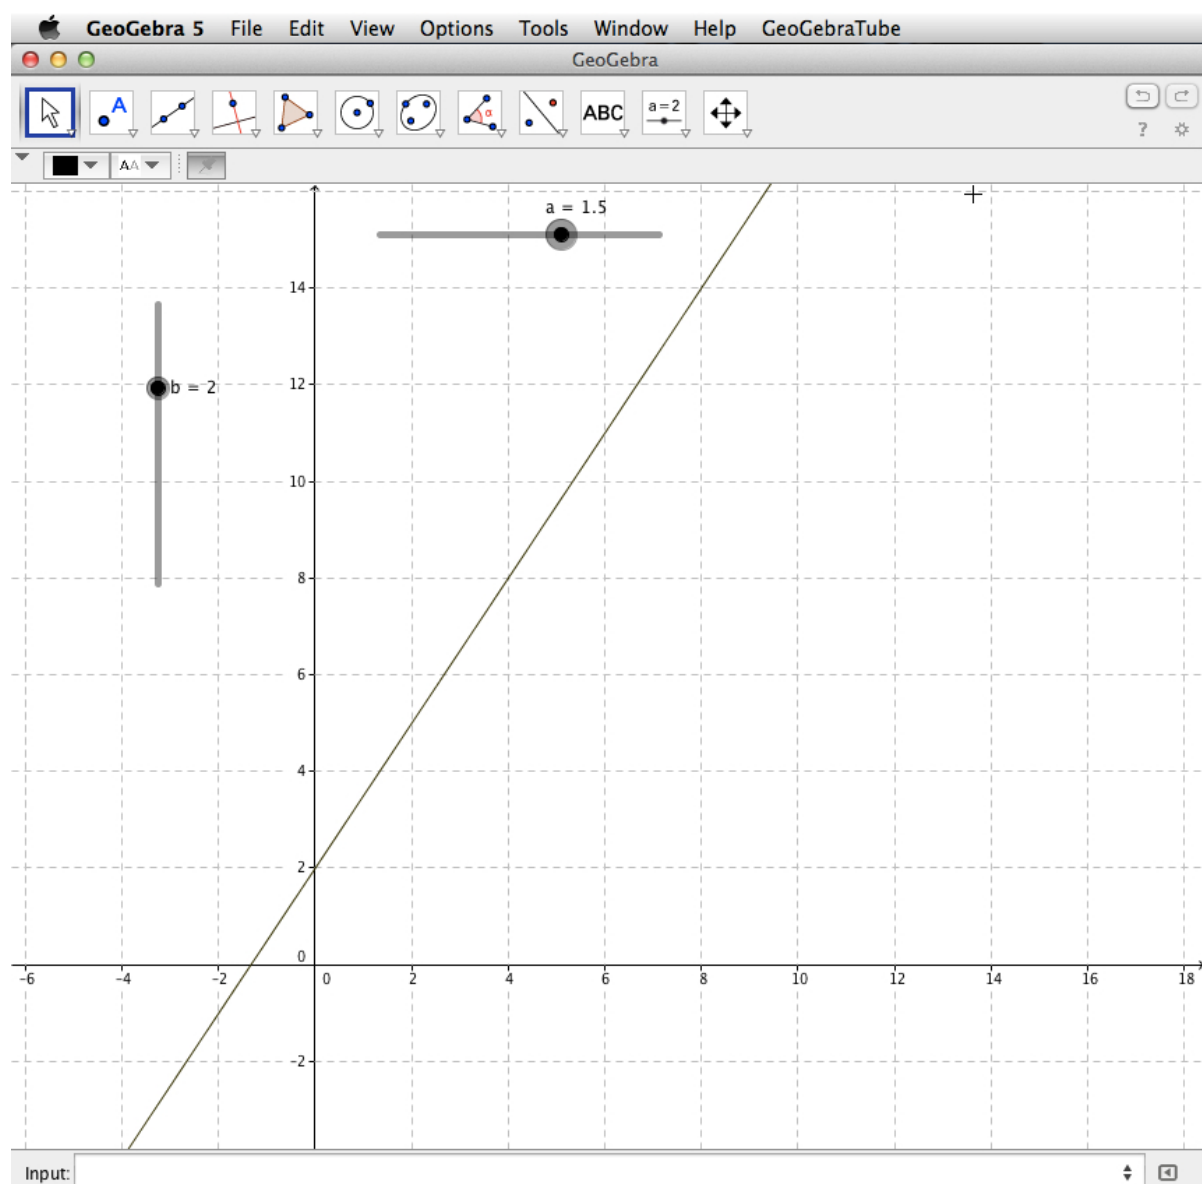 GeoGebra 5 File Edit View Options Tools Window Help GeoGebraTube
GeoGebra
A α ABC a=2 ?
AA
a = 1.5
14
b = 2
12
10
8
6
4
2
0
-6 -4 -2 0 2 4 6 8 10 12 14 16 18
-2
Input: